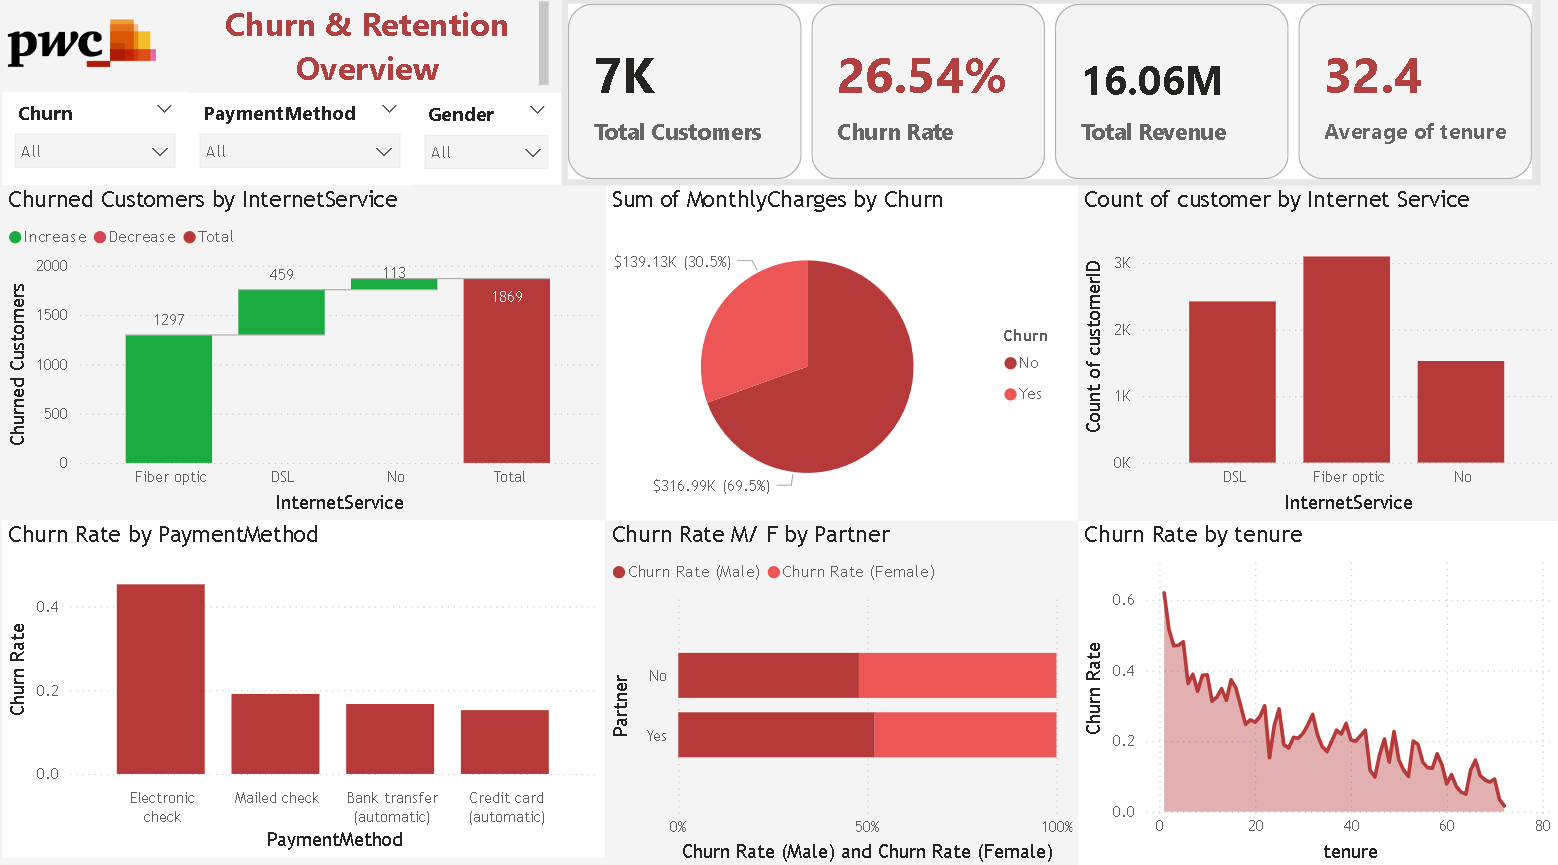 pwc
Churn & Retention
Overview
Churn
All
PaymentMethod
All
Gender
All
7K
Total Customers
26.54%
Churn Rate
16.06M
Total Revenue
32.4
Average of tenure
Churned Customers by InternetService
Increase Decrease Total
Churned Customers
2000
1500
1000
500
0
1297
459
113
1869
Fiber optic DSL No Total
InternetService
Sum of MonthlyCharges by Churn
$139.13K (30.5%)
$316.99K (69.5%)
Churn
No
Yes
Count of customer by Internet Service
Count of customerID
3K
2K
1K
0K
DSL Fiber optic No
InternetService
Churn Rate by PaymentMethod
Churn Rate
0.4
0.2
0.0
Electronic check
Mailed check
Bank transfer (automatic)
Credit card (automatic)
PaymentMethod
Churn Rate M/ F by Partner
Churn Rate (Male) Churn Rate (Female)
Partner
No
Yes
0% 50% 100%
Churn Rate (Male) and Churn Rate (Female)
Churn Rate by tenure
Churn Rate
0.6
0.4
0.2
0.0
0 20 40 60 80
tenure